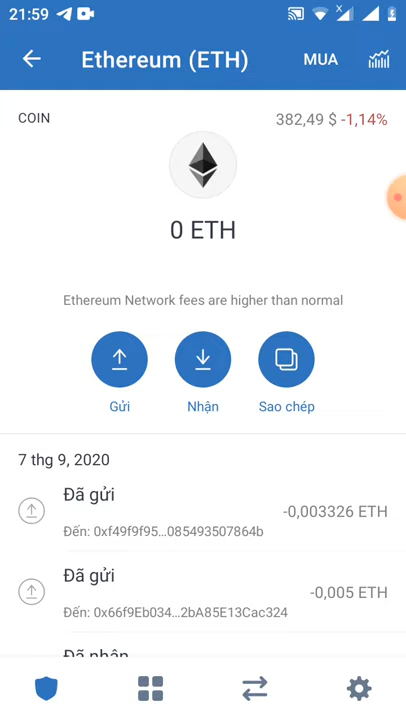 21:59
Ethereum (ETH)
MUA
COIN
382,49 $ -1,14%
0 ETH
Ethereum Network fees are higher than normal
Gửi
Nhận
Sao chép
7 thg 9, 2020
Đã gửi
-0,003326 ETH
Đến: 0xf49f9f95...085493507864b
Đã gửi
-0,005 ETH
Đến: 0x66f9Eb034...2bA85E13Cac324
Đã nhận